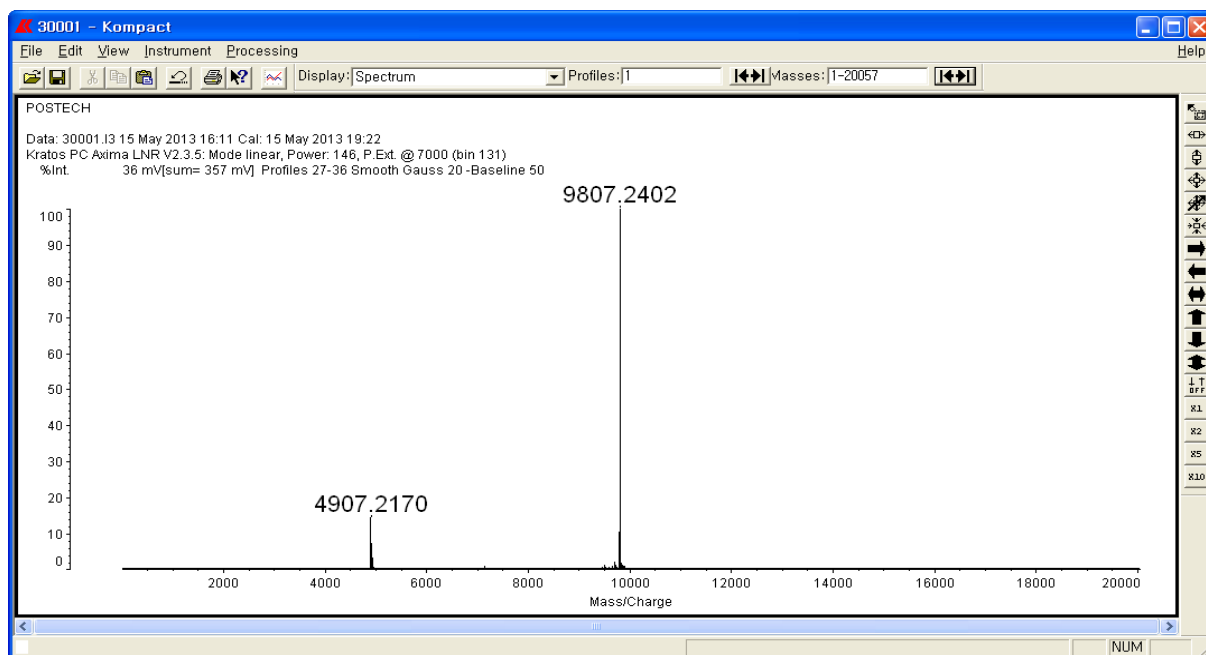 30001 - Kompact
File Edit View Instrument Processing Help
Display: Spectrum Profiles: 1 Masses: 1-20057
POSTECH
Data: 30001.I3 15 May 2013 16:11 Cal: 15 May 2013 19:22
Kratos PC Axima LNR V2.3.5: Mode linear, Power: 146, P.Ext. @ 7000 (bin 131)
%Int. 36 mV[sum= 357 mV] Profiles 27-36 Smooth Gauss 20 -Baseline 50
9807.2402
100
90
80
70
60
50
40
30
20
4907.2170
10
0
2000 4000 6000 8000 10000 12000 14000 16000 18000 20000
Mass/Charge
OFF
X1
X2
X5
X10
NUM